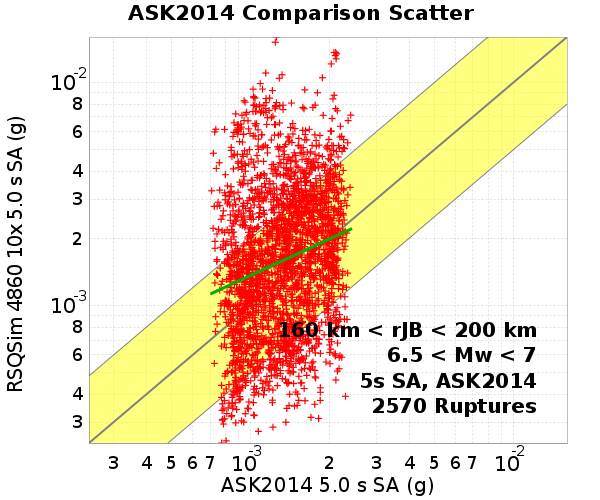 ASK2014 Comparison Scatter
RSQSim 4860 10x 5.0 s SA (g)
10^-2
8
6
4
3
2
10^-3
8
6
4
3
160 km < rJB < 200 km
6.5 < Mw < 7
5s SA, ASK2014
2570 Ruptures
3 4 5 6 7 10^-3 2 3 4 5 6 7 10^-2
ASK2014 5.0 s SA (g)